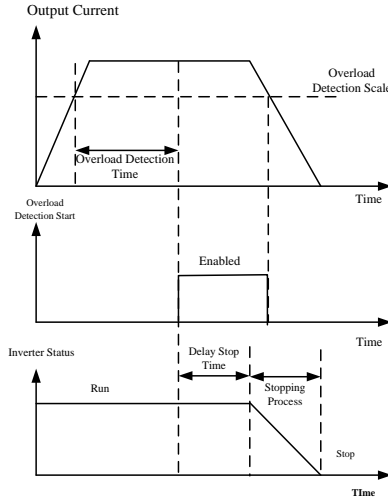 Output Current
Overload
Detection Scale
Overload Detection
Time
Time
Overload
Detection Start
Enabled
Time
Inverter Status
Delay Stop
Time
Run
Stopping
Process
Stop
TIme